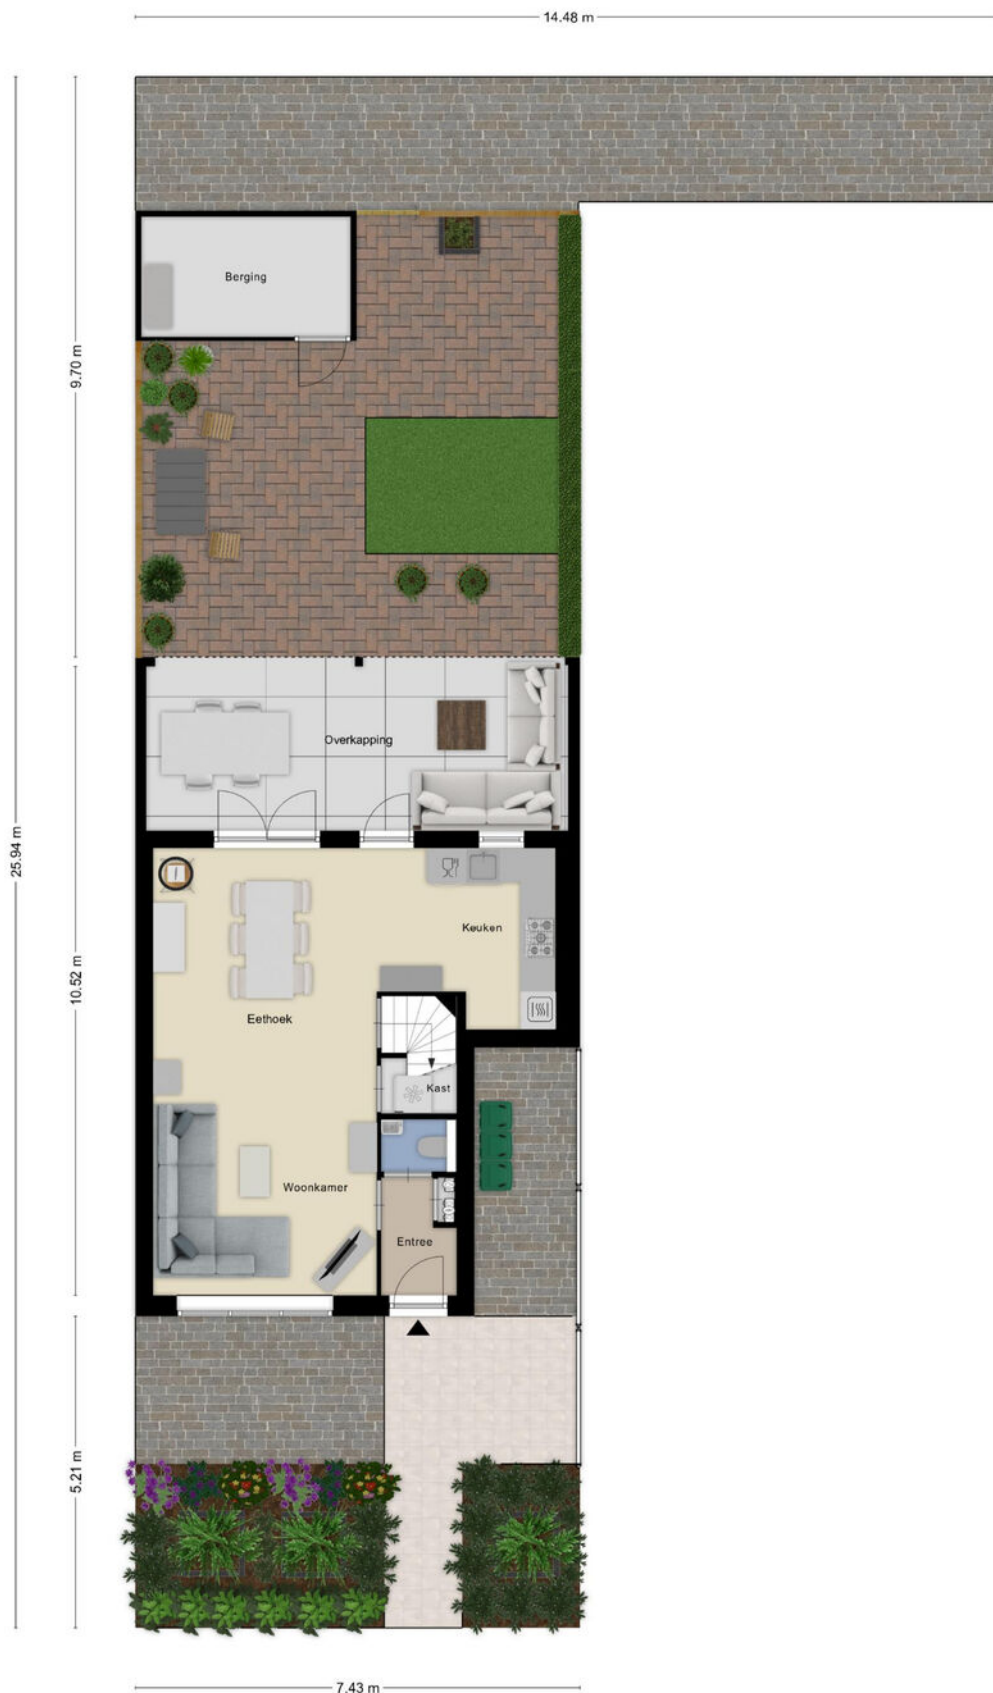 14.48 m
Berging
9.70 m
Overkapping
25.94 m
Keuken
10.52 m
Eethoek
Kast
Woonkamer
Entree
5.21 m
7.43 m